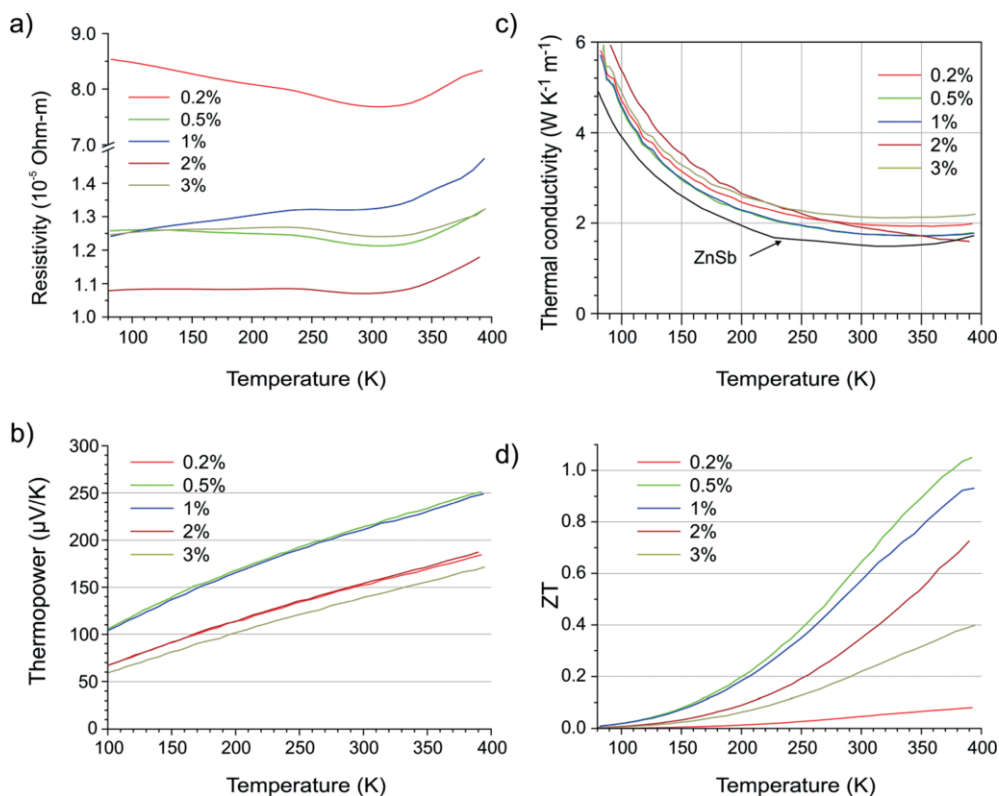 a)
Resistivity (10⁻⁵ Ohm-m)
9.0
8.0
7.0
1.4
1.3
1.2
1.1
1.0
0.2%
0.5%
1%
2%
3%
100 150 200 250 300 350 400
Temperature (K)
c)
Thermal conductivity (W K⁻¹ m⁻¹)
6
4
2
0
0.2%
0.5%
1%
2%
3%
ZnSb
100 150 200 250 300 350 400
Temperature (K)
b)
Thermopower (µV/K)
300
250
200
150
100
50
0
0.2%
0.5%
1%
2%
3%
100 150 200 250 300 350 400
Temperature (K)
d)
ZT
1.0
0.8
0.6
0.4
0.2
0.0
0.2%
0.5%
1%
2%
3%
100 150 200 250 300 350 400
Temperature (K)